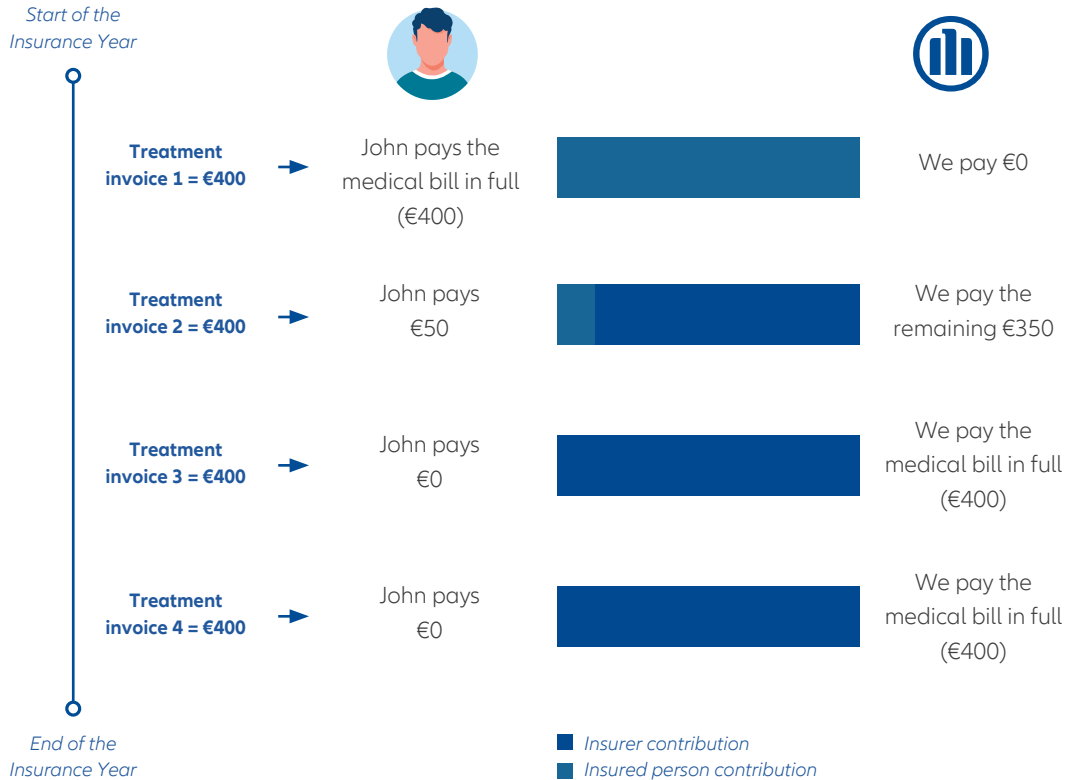 Start of the
Insurance Year
Treatment
invoice 1 = €400
John pays the
medical bill in full
(€400)
We pay €0
Treatment
invoice 2 = €400
John pays
€50
We pay the
remaining €350
Treatment
invoice 3 = €400
John pays
€0
We pay the
medical bill in full
(€400)
Treatment
invoice 4 = €400
John pays
€0
We pay the
medical bill in full
(€400)
End of the
Insurance Year
Insurer contribution
Insured person contribution